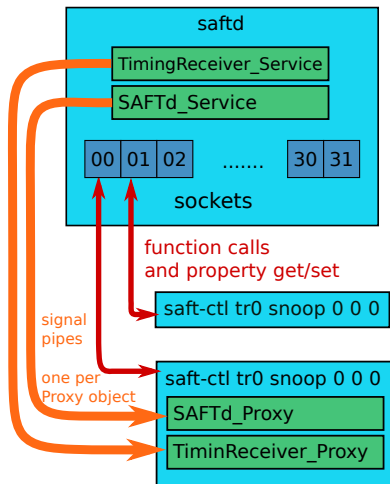 saftd
TimingReceiver_Service
SAFTd_Service
00 01 02 ....... 30 31
sockets
function calls
and property get/set
saft-ctl tr0 snoop 0 0 0
signal
pipes
one per
Proxy object
saft-ctl tr0 snoop 0 0 0
SAFTd_Proxy
TiminReceiver_Proxy